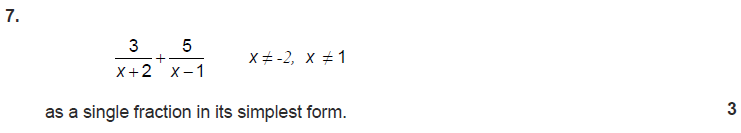 7.
3/(x+2) + 5/(x−1)    x ≠ -2, x ≠ 1
as a single fraction in its simplest form.    3